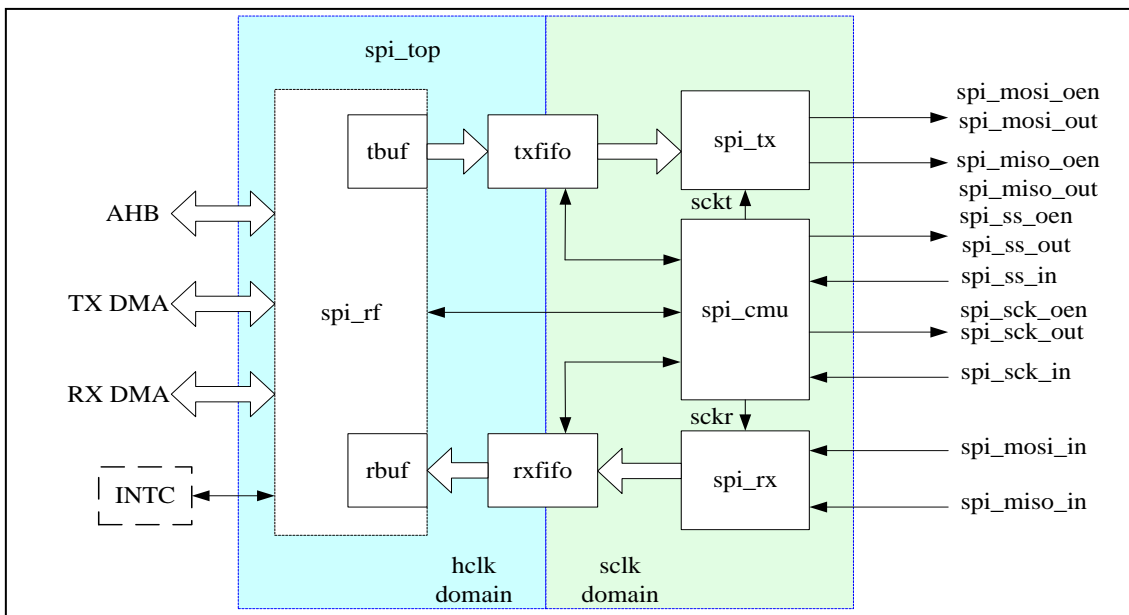 spi_top
tbuf
txfifo
spi_tx
spi_mosi_oen
spi_mosi_out
spi_miso_oen
spi_miso_out
sckt
AHB
spi_ss_oen
spi_ss_out
spi_ss_in
TX DMA
spi_rf
spi_cmu
spi_sck_oen
spi_sck_out
spi_sck_in
RX DMA
sckr
rbuf
rxfifo
spi_rx
spi_mosi_in
spi_miso_in
INTC
hclk
domain
sclk
domain